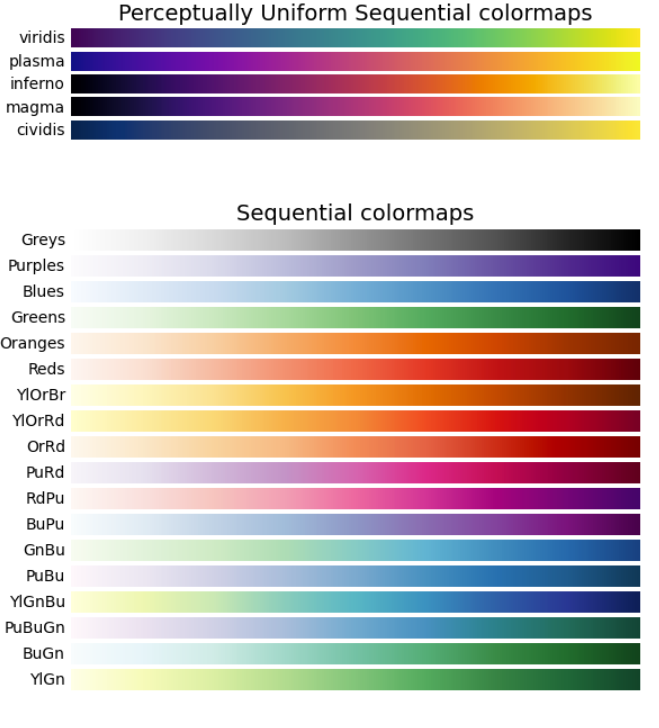 Perceptually Uniform Sequential colormaps
viridis
plasma
inferno
magma
cividis
Sequential colormaps
Greys
Purples
Blues
Greens
Oranges
Reds
YlOrBr
YlOrRd
OrRd
PuRd
RdPu
BuPu
GnBu
PuBu
YlGnBu
PuBuGn
BuGn
YlGn